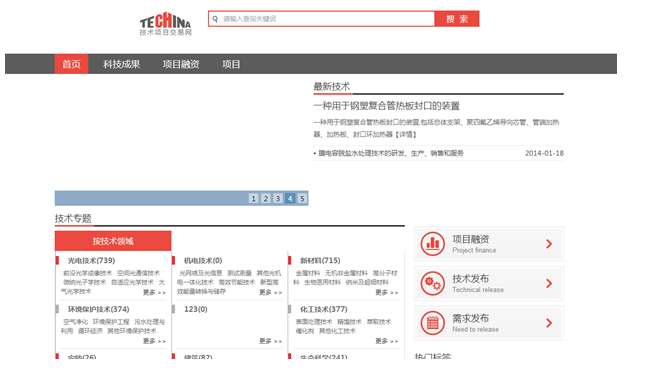 TECHINA
技术项目交易网
请输入查询关键词
搜 索
首页 科技成果 项目融资 项目
最新技术
一种用于钢塑复合管热板封口的装置
一种用于钢塑复合管热板封口的装置,包括总体支架、聚四氟乙烯导向芯管、管端加热
器、加热板、封口环加热器【详情】
• 膜电容脱盐水处理技术的研发、生产、销售和服务 2014-01-18
1 2 3 4 5
技术专题
按技术领域
光电技术(739)
前沿光学成像技术 空间光通信技术
微纳光子学技术 自适应光学技术 大
气光学技术
更多 >>
机电技术(0)
光网络及光信息 测试测量 其他光机
电一体化技术 高效节能技术 新型高
效能量转换与储存
更多 >>
新材料(715)
金属材料 无机非金属材料 高分子材
料 生物医用材料 纳米及超细材料
更多 >>
环境保护技术(374)
空气净化 环境保护工程 污水处理与
利用 循环经济 其他环境保护技术
更多 >>
123(0)
更多 >>
化工技术(377)
表面处理技术 精馏技术 萃取技术
催化剂 其他化工技术
更多 >>
项目融资
Project finance
技术发布
Technical release
需求发布
Need to release
热门标签
建筑(82)
生命科学(241)